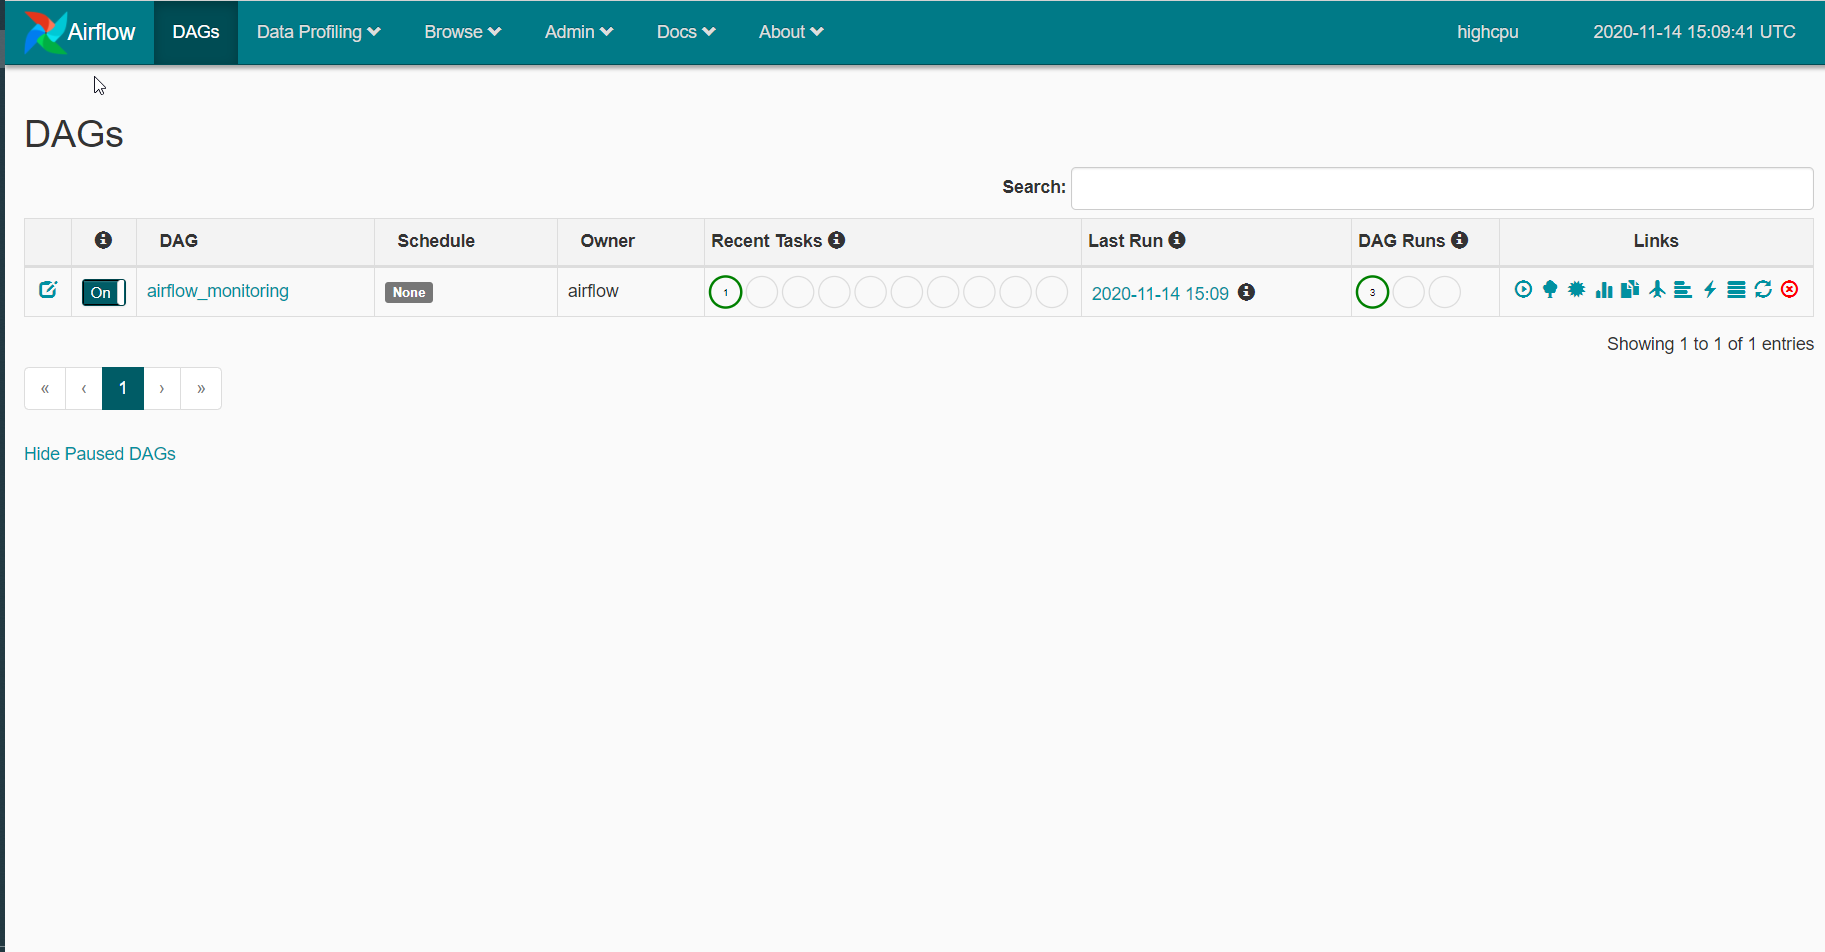 Airflow DAGs Data Profiling Browse Admin Docs About highcpu 2020-11-14 15:09:41 UTC
DAGs
Search:
DAG Schedule Owner Recent Tasks Last Run DAG Runs Links
On airflow_monitoring None airflow 1 2020-11-14 15:09 3
Showing 1 to 1 of 1 entries
« ‹ 1 › »
Hide Paused DAGs